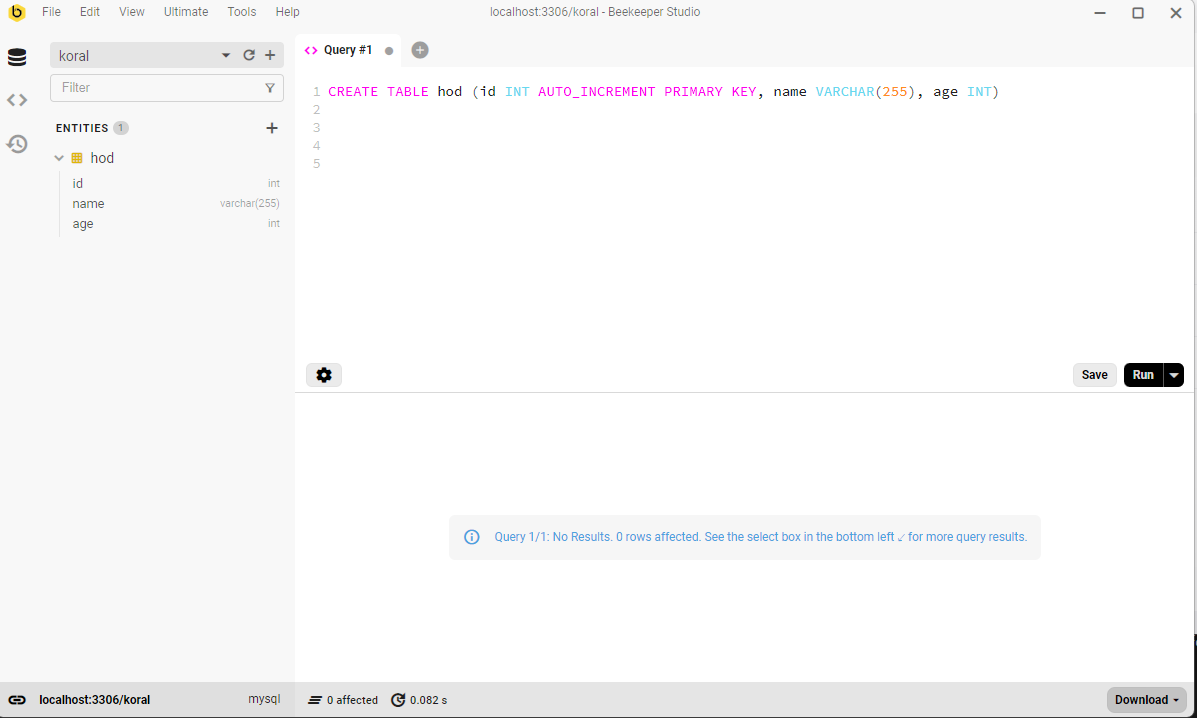 File Edit View Ultimate Tools Help
localhost:3306/koral - Beekeeper Studio
koral
Filter
ENTITIES 1
hod
id int
name varchar(255)
age int
Query #1
1 CREATE TABLE hod (id INT AUTO_INCREMENT PRIMARY KEY, name VARCHAR(255), age INT)
2
3
4
5
Save Run
Query 1/1: No Results. 0 rows affected. See the select box in the bottom left ↙ for more query results.
localhost:3306/koral mysql 0 affected 0.082 s Download